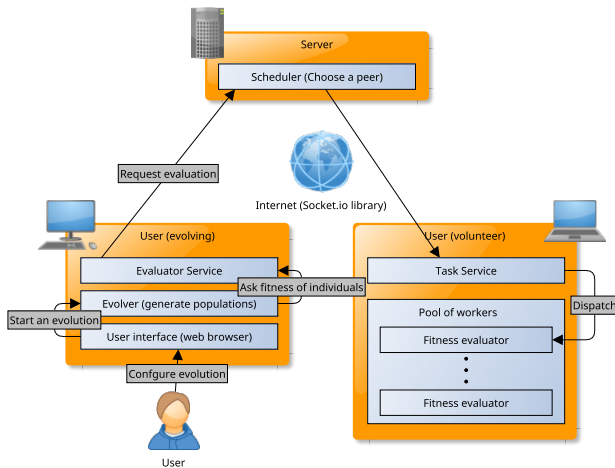 Server
Scheduler (Choose a peer)
Request evaluation
Internet (Socket.io library)
User (evolving)
Evaluator Service
Ask fitness of individuals
Evolver (generate populations)
Start an evolution
User interface (web browser)
Confgure evolution
User
User (volunteer)
Task Service
Dispatch
Pool of workers
Fitness evaluator
Fitness evaluator